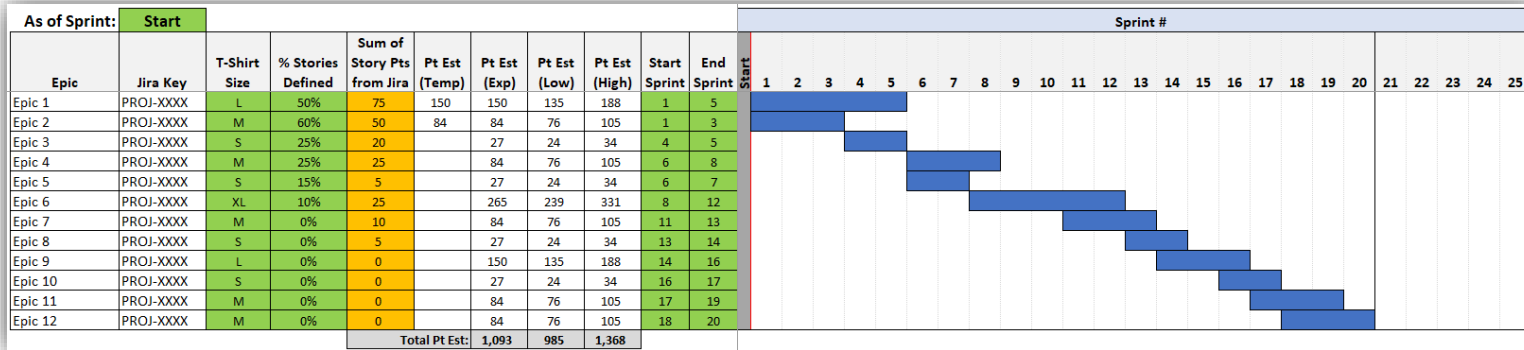 As of Sprint: Start Sprint #
Sum of
T-Shirt % Stories Story Pts Pt Est Pt Est Pt Est Pt Est Start End
Epic Jira Key Size Defined from Jira (Temp) (Exp) (Low) (High) Sprint Sprint Start 1 2 3 4 5 6 7 8 9 10 11 12 13 14 15 16 17 18 19 20 21 22 23 24 25
Epic 1 PROJ-XXXX L 50% 75 150 150 135 188 1 5
Epic 2 PROJ-XXXX M 60% 50 84 84 76 105 1 3
Epic 3 PROJ-XXXX S 25% 20 27 24 34 4 5
Epic 4 PROJ-XXXX M 25% 25 84 76 105 6 8
Epic 5 PROJ-XXXX S 15% 5 27 24 34 6 7
Epic 6 PROJ-XXXX XL 10% 25 265 239 331 8 12
Epic 7 PROJ-XXXX M 0% 10 84 76 105 11 13
Epic 8 PROJ-XXXX S 0% 5 27 24 34 13 14
Epic 9 PROJ-XXXX L 0% 0 150 135 188 14 16
Epic 10 PROJ-XXXX S 0% 0 27 24 34 16 17
Epic 11 PROJ-XXXX M 0% 0 84 76 105 17 19
Epic 12 PROJ-XXXX M 0% 0 84 76 105 18 20
Total Pt Est: 1,093 985 1,368